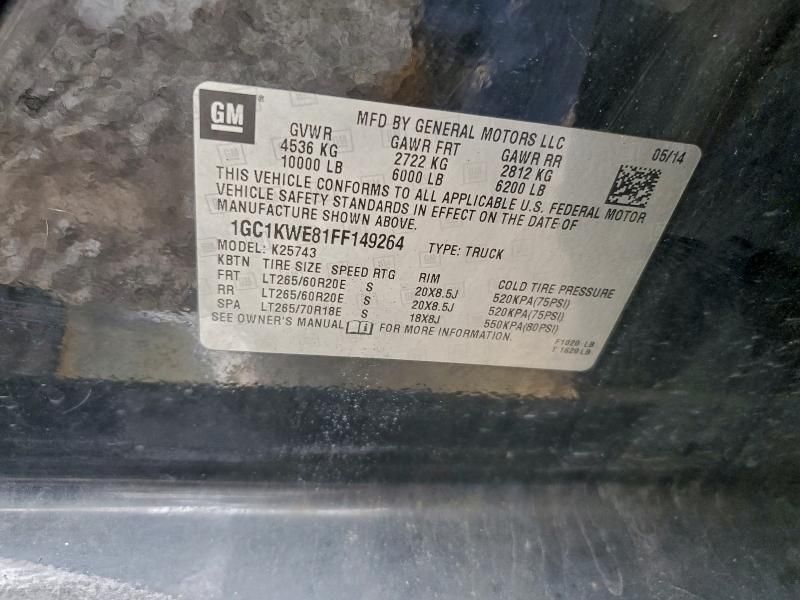 GM
MFD BY GENERAL MOTORS LLC 05/14
GVWR GAWR FRT GAWR RR
4536 KG 2722 KG 2812 KG
10000 LB 6000 LB 6200 LB
THIS VEHICLE CONFORMS TO ALL APPLICABLE U.S. FEDERAL MOTOR
VEHICLE SAFETY STANDARDS IN EFFECT ON THE DATE OF
MANUFACTURE SHOWN ABOVE.
1GC1KWE81FF149264 TYPE: TRUCK
MODEL: K25743
KBTN TIRE SIZE SPEED RTG RIM COLD TIRE PRESSURE
FRT LT265/60R20E S 20X8.5J 520KPA(75PSI)
RR LT265/60R20E S 20X8.5J 520KPA(75PSI)
SPA LT265/70R18E S 18X8J 550KPA(80PSI)
SEE OWNER'S MANUAL FOR MORE INFORMATION.
F1028 LB
T 1629 LB